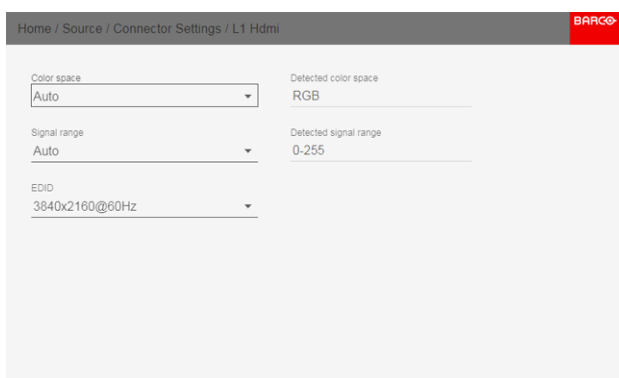 Home / Source / Connector Settings / L1 Hdmi
BARCO
Color space
Auto
Detected color space
RGB
Signal range
Auto
Detected signal range
0-255
EDID
3840x2160@60Hz